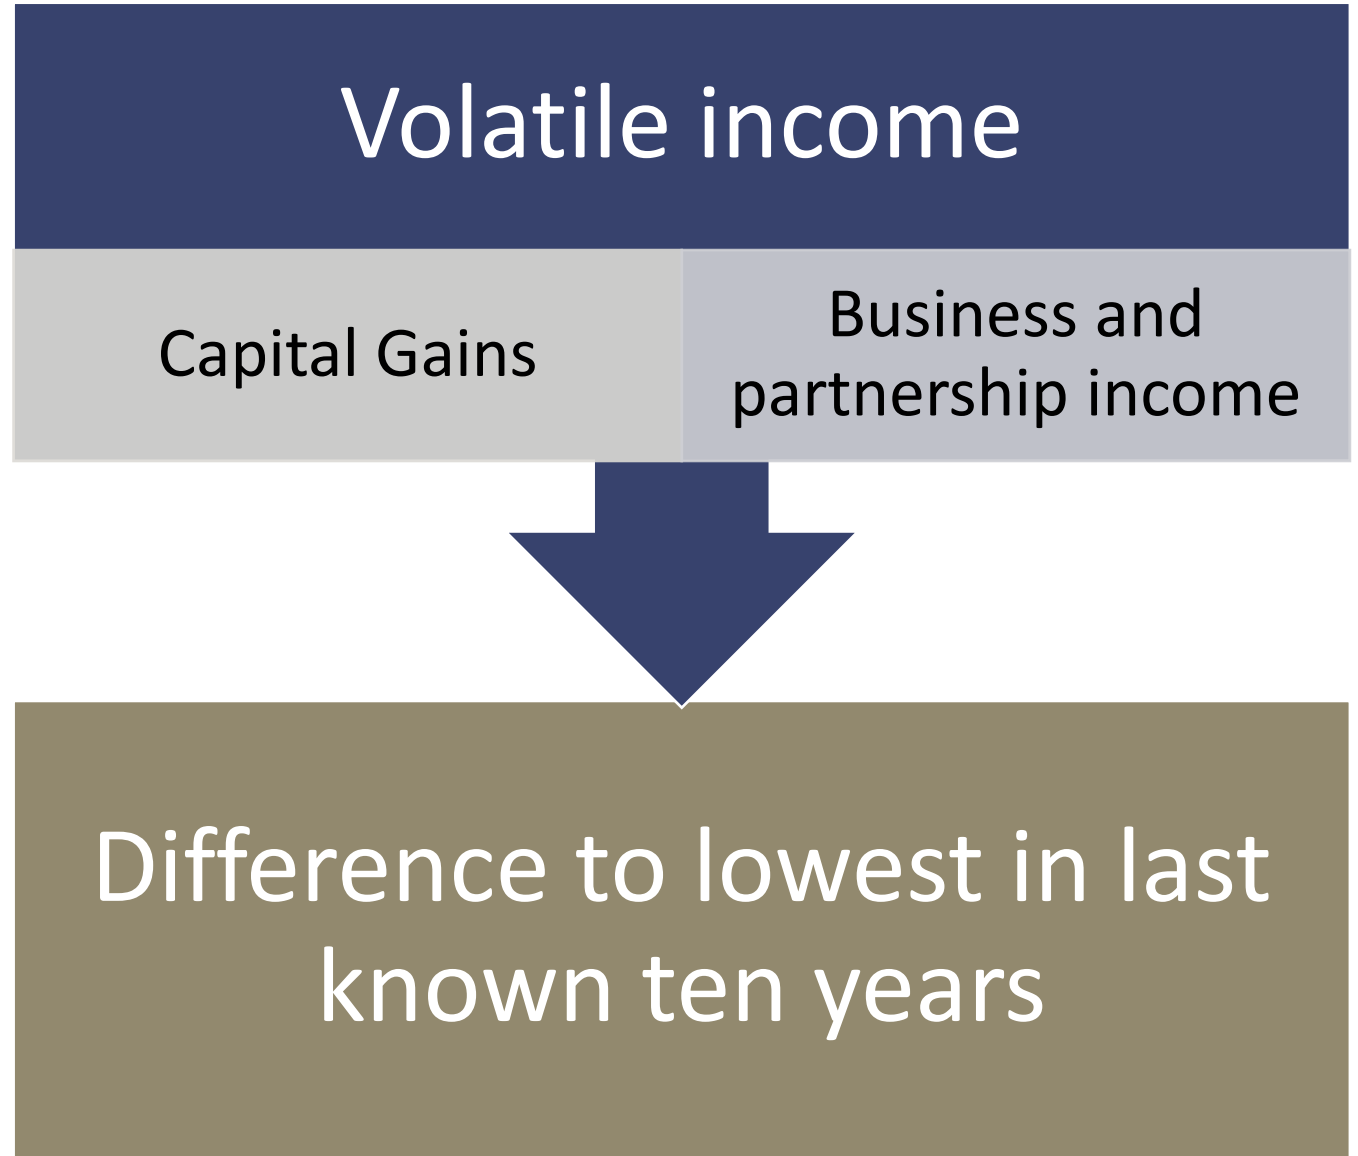 Volatile income
Capital Gains
Business and
partnership income
Difference to lowest in last
known ten years